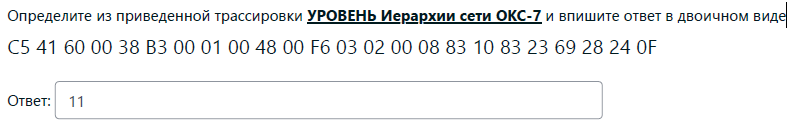 Определите из приведенной трассировки УРОВЕНЬ Иерархии сети ОКС-7 и впишите ответ в двоичном виде
C5 41 60 00 38 B3 00 01 00 48 00 F6 03 02 00 08 83 10 83 23 69 28 24 0F
Ответ: 11